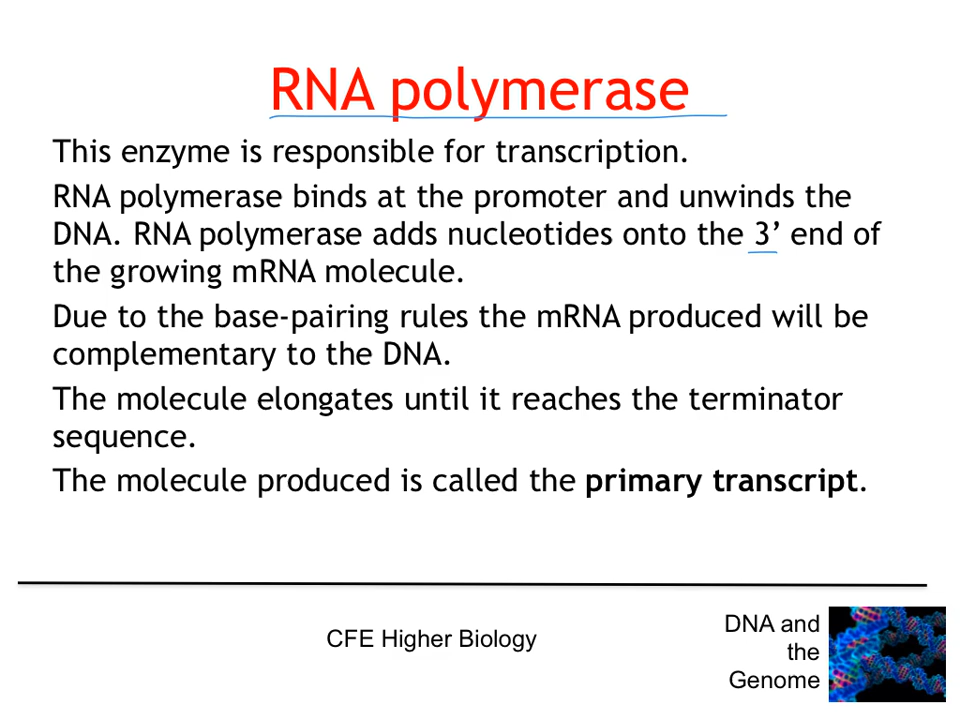 RNA polymerase
This enzyme is responsible for transcription.
RNA polymerase binds at the promoter and unwinds the
DNA. RNA polymerase adds nucleotides onto the 3’ end of
the growing mRNA molecule.
Due to the base-pairing rules the mRNA produced will be
complementary to the DNA.
The molecule elongates until it reaches the terminator
sequence.
The molecule produced is called the primary transcript.
CFE Higher Biology
DNA and
the
Genome